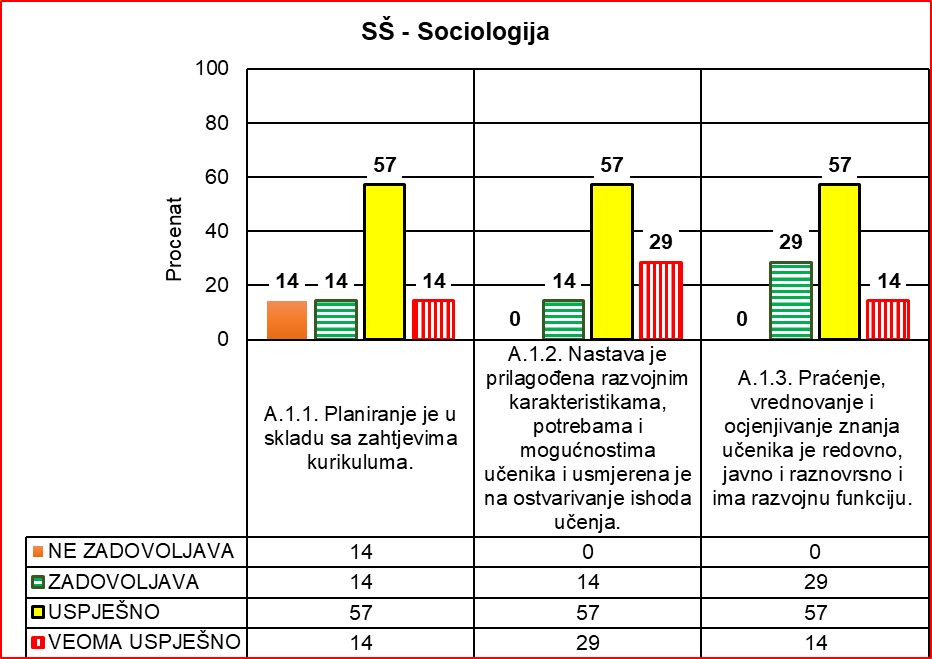 SŠ - Sociologija
Procenat
100
80
60
40
20
0
14 14 57 14
0 14 57 29
0 29 57 14
A.1.1. Planiranje je u
skladu sa zahtjevima
kurikuluma.
A.1.2. Nastava je
prilagođena razvojnim
karakteristikama,
potrebama i
mogućnostima
učenika i usmjerena je
na ostvarivanje ishoda
učenja.
A.1.3. Praćenje,
vrednovanje i
ocjenjivanje znanja
učenika je redovno,
javno i raznovrsno i
ima razvojnu funkciju.
NE ZADOVOLJAVA 14 0 0
ZADOVOLJAVA 14 14 29
USPJEŠNO 57 57 57
VEOMA USPJEŠNO 14 29 14